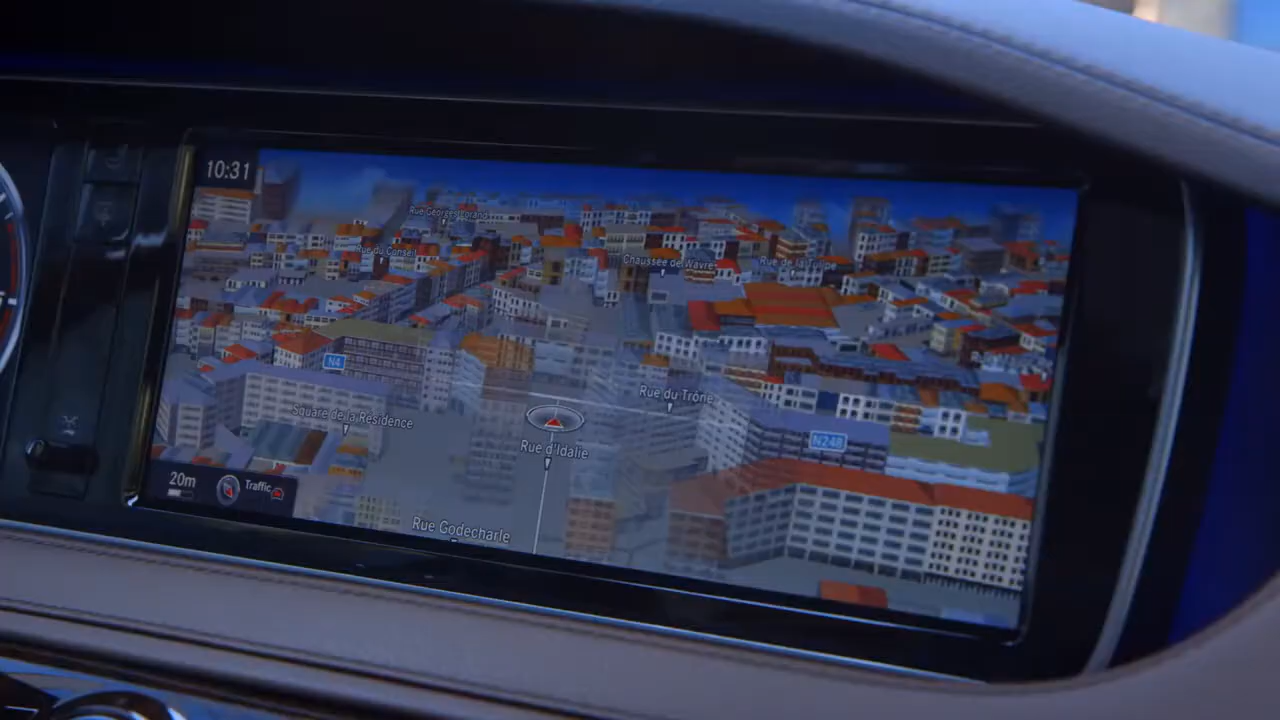 10:31
Rue Georges Lorand
Rue du Conseil
Chaussée de Wavre
Rue de la Tulipe
N4
Rue du Trône
Square de la Résidence
Rue d'Idalie
N248
20m
Traffic
Rue Godecharle